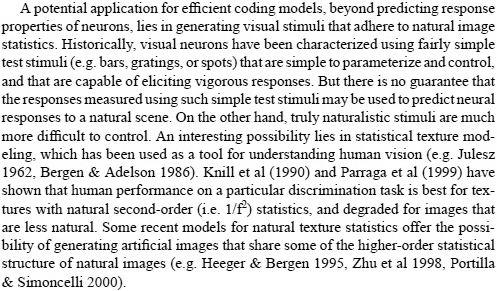 A potential application for efficient coding models, beyond predicting response
properties of neurons, lies in generating visual stimuli that adhere to natural image
statistics. Historically, visual neurons have been characterized using fairly simple
test stimuli (e.g. bars, gratings, or spots) that are simple to parameterize and control,
and that are capable of eliciting vigorous responses. But there is no guarantee that
the responses measured using such simple test stimuli may be used to predict neural
responses to a natural scene. On the other hand, truly naturalistic stimuli are much
more difficult to control. An interesting possibility lies in statistical texture mod-
eling, which has been used as a tool for understanding human vision (e.g. Julesz
1962, Bergen & Adelson 1986). Knill et al (1990) and Parraga et al (1999) have
shown that human performance on a particular discrimination task is best for tex-
tures with natural second-order (i.e. 1/f²) statistics, and degraded for images that
are less natural. Some recent models for natural texture statistics offer the possi-
bility of generating artificial images that share some of the higher-order statistical
structure of natural images (e.g. Heeger & Bergen 1995, Zhu et al 1998, Portilla
& Simoncelli 2000).